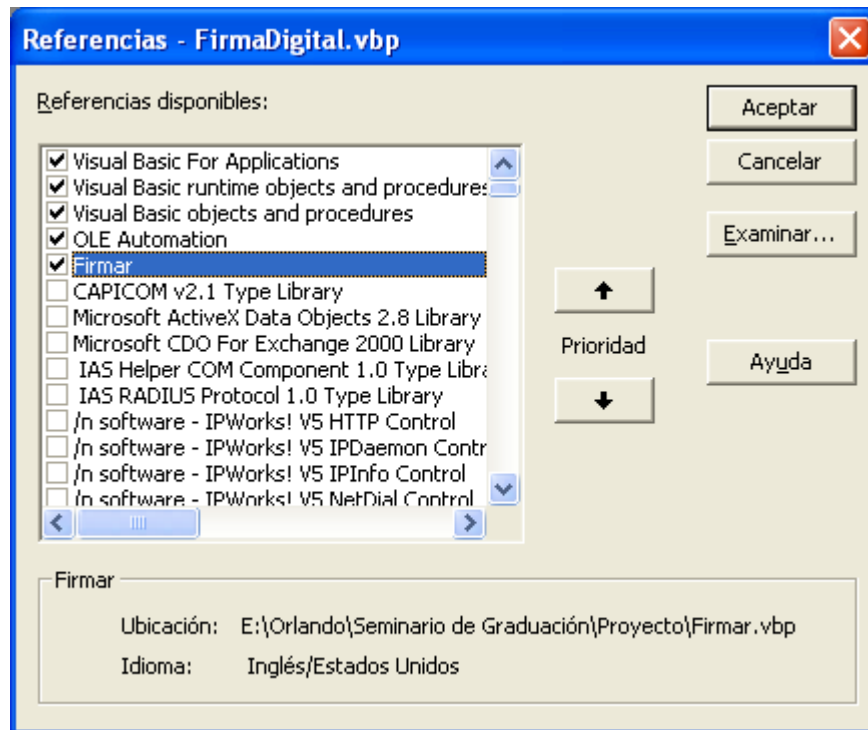 Referencias - FirmaDigital.vbp
Referencias disponibles:
Visual Basic For Applications
Visual Basic runtime objects and procedures
Visual Basic objects and procedures
OLE Automation
Firmar
CAPICOM v2.1 Type Library
Microsoft ActiveX Data Objects 2.8 Library
Microsoft CDO For Exchange 2000 Library
IAS Helper COM Component 1.0 Type Libra
IAS RADIUS Protocol 1.0 Type Library
/n software - IPWorks! V5 HTTP Control
/n software - IPWorks! V5 IPDaemon Contr
/n software - IPWorks! V5 IPInfo Control
/n software - IPWorks! V5 NetDial Control
Prioridad
Aceptar
Cancelar
Examinar...
Ayuda
Firmar
Ubicación: E:\Orlando\Seminario de Graduación\Proyecto\Firmar.vbp
Idioma: Inglés/Estados Unidos